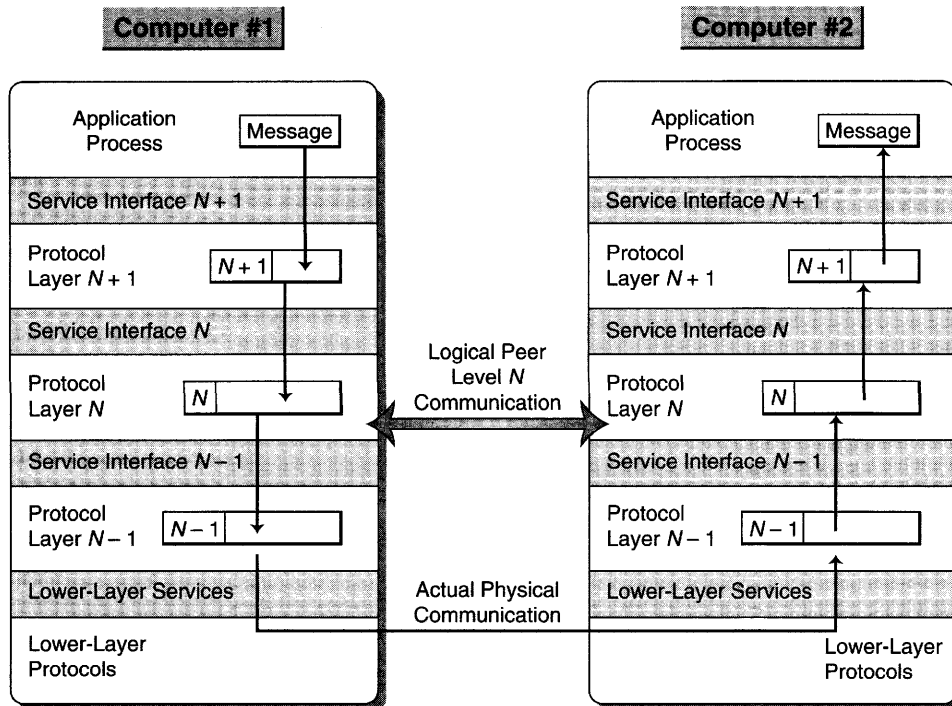 Computer #1
Application
Process
Message
Service Interface N + 1
Protocol
Layer N + 1
N + 1
Service Interface N
Protocol
Layer N
N
Service Interface N – 1
Protocol
Layer N – 1
N – 1
Lower-Layer Services
Lower-Layer
Protocols
Logical Peer
Level N
Communication
Actual Physical
Communication
Computer #2
Application
Process
Message
Service Interface N + 1
Protocol
Layer N + 1
N + 1
Service Interface N
Protocol
Layer N
N
Service Interface N – 1
Protocol
Layer N – 1
N – 1
Lower-Layer Services
Lower-Layer
Protocols